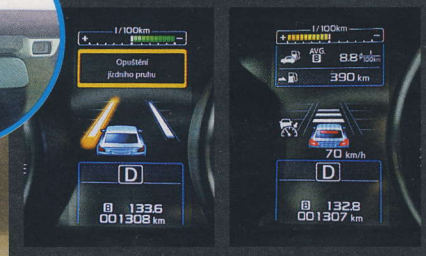 l/100km
+ -
Opuštění
jízdního pruhu
D
B 133.6
001308 km
l/100km
+ -
AVG
B 8.8 l/100km
390 km
70 km/h
D
B 132.8
001307 km